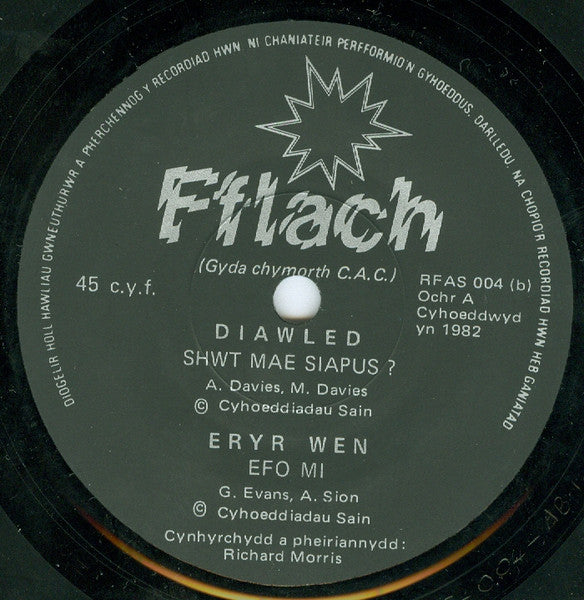 DIOGELIR HOLL HAWLIAU GWNEUTHURWR A PHERCHENNOG Y RECORDIAD HWN. NI CHANIATEIR PERFFORMIO'N GYHOEDDUS, DARLLEDU, NA CHOPIO'R RECORDIAD HWN HEB GANIATAD
Fflach
(Gyda chymorth C.A.C.)
45 c.y.f.
RFAS 004 (b)
Ochr A
Cyhoeddwyd
yn 1982
DIAWLED
SHWT MAE SIAPUS ?
A. Davies, M. Davies
© Cyhoeddiadau Sain
ERYR WEN
EFO MI
G. Evans, A. Sion
© Cyhoeddiadau Sain
Cynhyrchydd a pheiriannydd :
Richard Morris